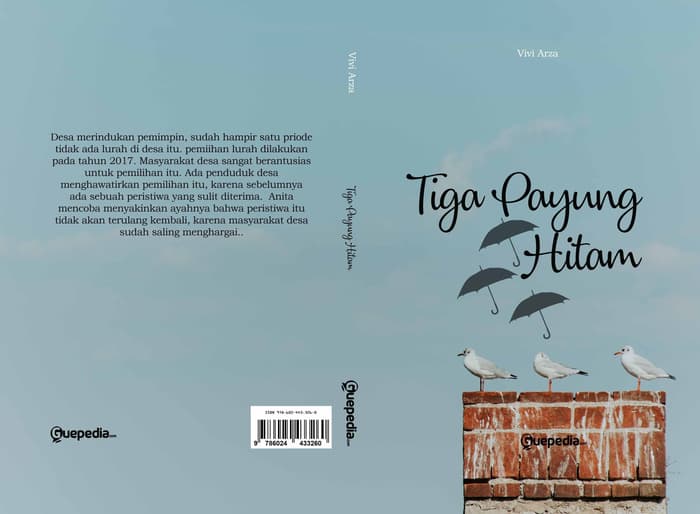 Desa merindukan pemimpin, sudah hampir satu priode
tidak ada lurah di desa itu. pemiihan lurah dilakukan
pada tahun 2017. Masyarakat desa sangat berantusias
untuk pemilihan itu. Ada penduduk desa
menghawatirkan pemilihan itu, karena sebelumnya
ada sebuah peristiwa yang sulit diterima. Anita
mencoba menyakinkan ayahnya bahwa peristiwa itu
tidak akan terulang kembali, karena masyarakat desa
sudah saling menghargai..
Guepedia.com
9 786024 433260
Vivi Arza
Tiga Payung Hitam
Guepedia.com
Vivi Arza
Tiga Payung
Hitam
Guepedia.com